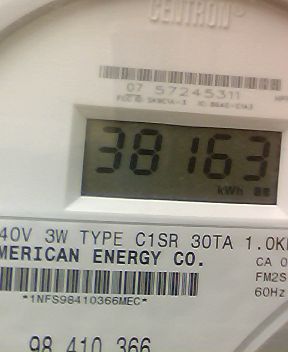 CENTRON®
07 57245311
38163
kWh
40V 3W TYPE C1SR 30TA 1.0K
MERICAN ENERGY CO.
CA 0
FM2S
60Hz
*1NFS98410366MEC*
98 410 366